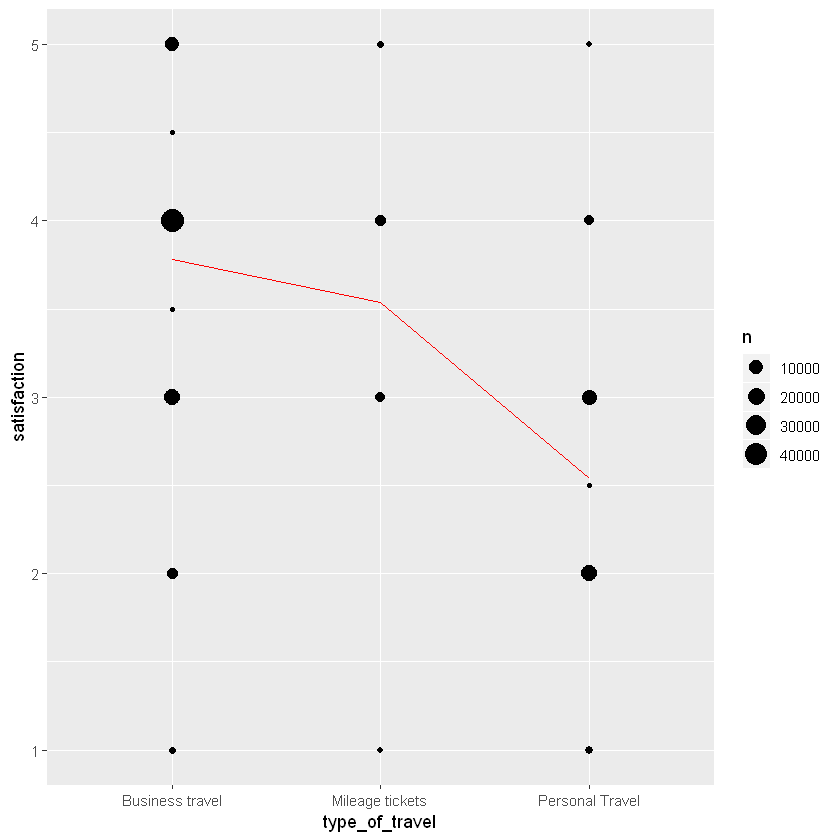 5
4
3
2
1
satisfaction
Business travel
Mileage tickets
Personal Travel
type_of_travel
n
10000
20000
30000
40000